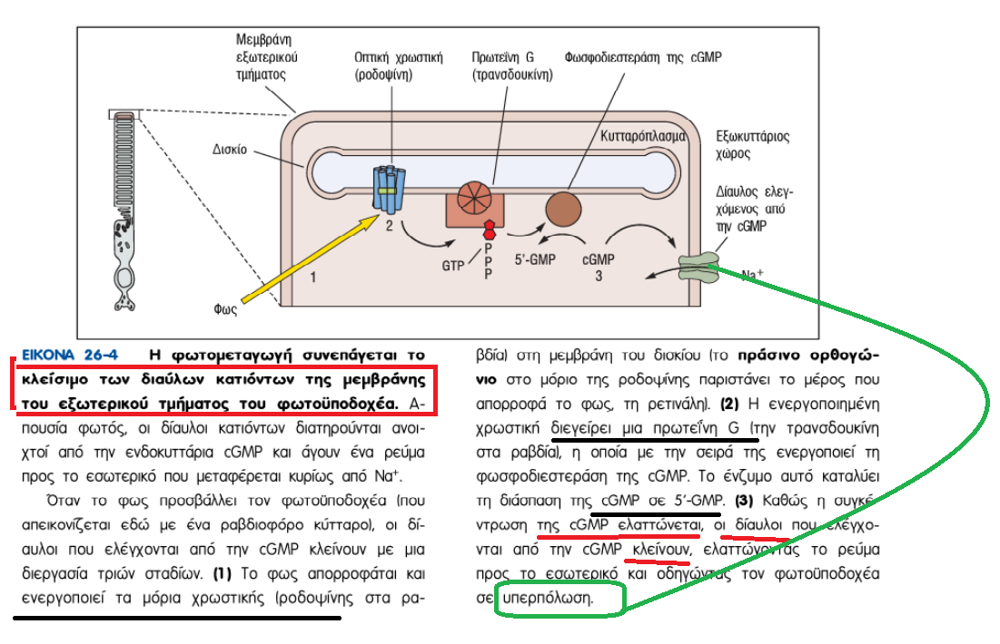 Μεμβράνη
εξωτερικού
τμήματος
Οπτική χρωστική
(ροδοψίνη)
Πρωτεΐνη G
(τρανσδουκίνη)
Φωσφοδιεστεράση της cGMP
Δισκίο
Κυτταρόπλασμα
Εξωκυττάριος
χώρος
Δίαυλος ελεγ-
χόμενος από
την cGMP
2
GTP
P
P
P
5'-GMP
cGMP
3
1
Na+
Φως
ΕΙΚΟΝΑ 26-4 Η φωτομεταγωγή συνεπάγεται το
κλείσιμο των διαύλων κατιόντων της μεμβράνης
του εξωτερικού τμήματος του φωτοϋποδοχέα. Α-
πουσία φωτός, οι δίαυλοι κατιόντων διατηρούνται ανοι-
χτοί από την ενδοκυττάρια cGMP και άγουν ένα ρεύμα
προς το εσωτερικό που μεταφέρεται κυρίως από Na+.
Όταν το φως προσβάλλει τον φωτοϋποδοχέα (που
απεικονίζεται εδώ με ένα ραβδιοφόρο κύτταρο), οι δί-
αυλοι που ελέγχονται από την cGMP κλείνουν με μια
διεργασία τριών σταδίων. (1) Το φως απορροφάται και
ενεργοποιεί τα μόρια χρωστικής (ροδοψίνης στα ρα-
βδία) στη μεμβράνη του δισκίου (το πράσινο ορθογώ-
νιο στο μόριο της ροδοψίνης παριστάνει το μέρος που
απορροφά το φως, τη ρετινάλη). (2) Η ενεργοποιημένη
χρωστική διεγείρει μια πρωτεΐνη G (την τρανσδουκίνη
στα ραβδία), η οποία με την σειρά της ενεργοποιεί τη
φωσφοδιεστεράση της cGMP. Το ένζυμο αυτό καταλύει
τη διάσπαση της cGMP σε 5'-GMP. (3) Καθώς η συγκέ-
ντρωση της cGMP ελαττώνεται, οι δίαυλοι που ελέγχο-
νται από την cGMP κλείνουν, ελαττώνοντας το ρεύμα
προς το εσωτερικό και οδηγώντας τον φωτοϋποδοχέα
σε υπερπόλωση.